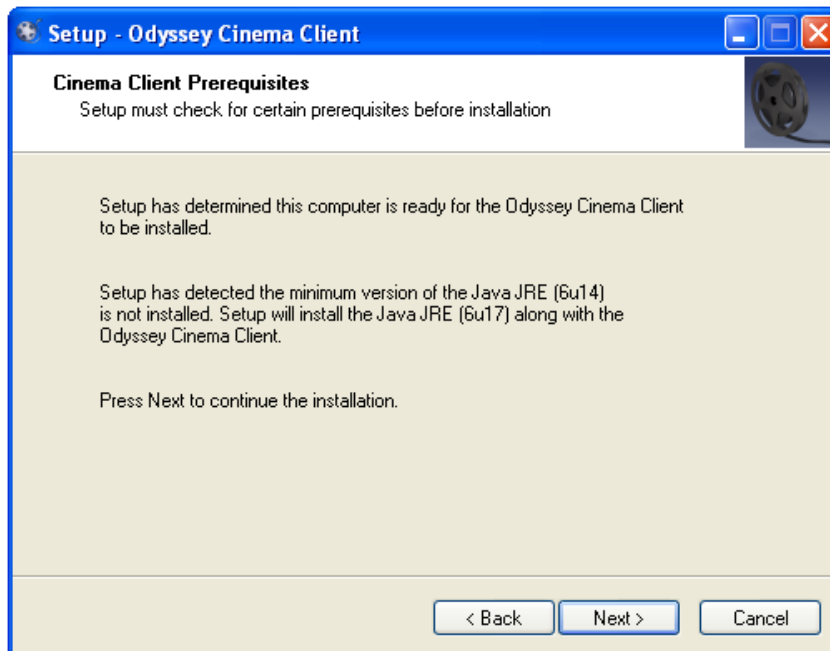 Setup - Odyssey Cinema Client
Cinema Client Prerequisites
Setup must check for certain prerequisites before installation
Setup has determined this computer is ready for the Odyssey Cinema Client
to be installed.
Setup has detected the minimum version of the Java JRE (6u14)
is not installed. Setup will install the Java JRE (6u17) along with the
Odyssey Cinema Client.
Press Next to continue the installation.
< Back
Next >
Cancel